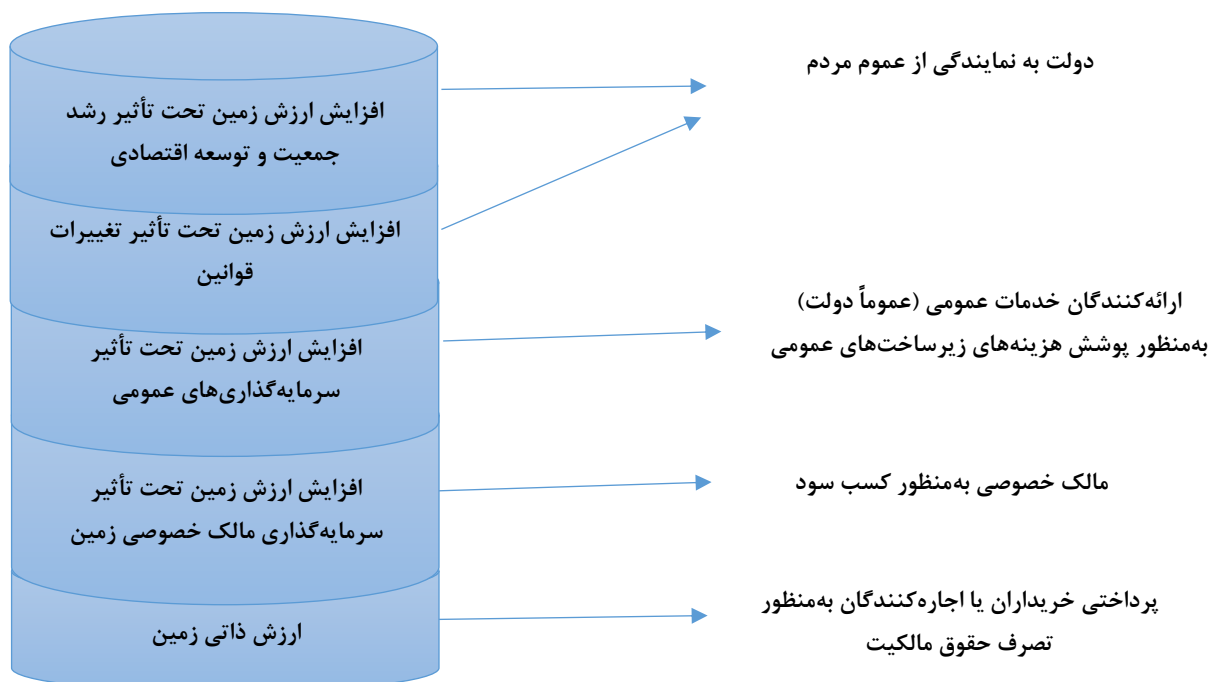 افزایش ارزش زمین تحت تأثیر رشد
جمعیت و توسعه اقتصادی
دولت به نمایندگی از عموم مردم
افزایش ارزش زمین تحت تأثیر تغییرات
قوانین
افزایش ارزش زمین تحت تأثیر
سرمایه‌گذاری‌های عمومی
ارائه‌کنندگان خدمات عمومی (عموماً دولت)
به‌منظور پوشش هزینه‌های زیرساخت‌های عمومی
افزایش ارزش زمین تحت تأثیر
سرمایه‌گذاری مالک خصوصی زمین
مالک خصوصی به‌منظور کسب سود
ارزش ذاتی زمین
پرداختی خریداران یا اجاره‌کنندگان به‌منظور
تصرف حقوق مالکیت